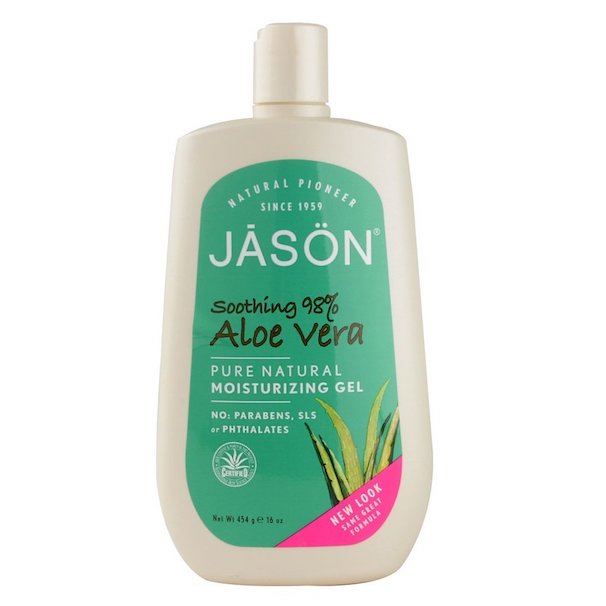 NATURAL PIONEER
SINCE 1959
JĀSÖN®
Soothing 98%
Aloe Vera
PURE NATURAL
MOISTURIZING GEL
NO: PARABENS, SLS
or PHTHALATES
CERTIFIED
NEW LOOK
SAME GREAT
FORMULA
Net Wt 454 g ℮ 16 oz